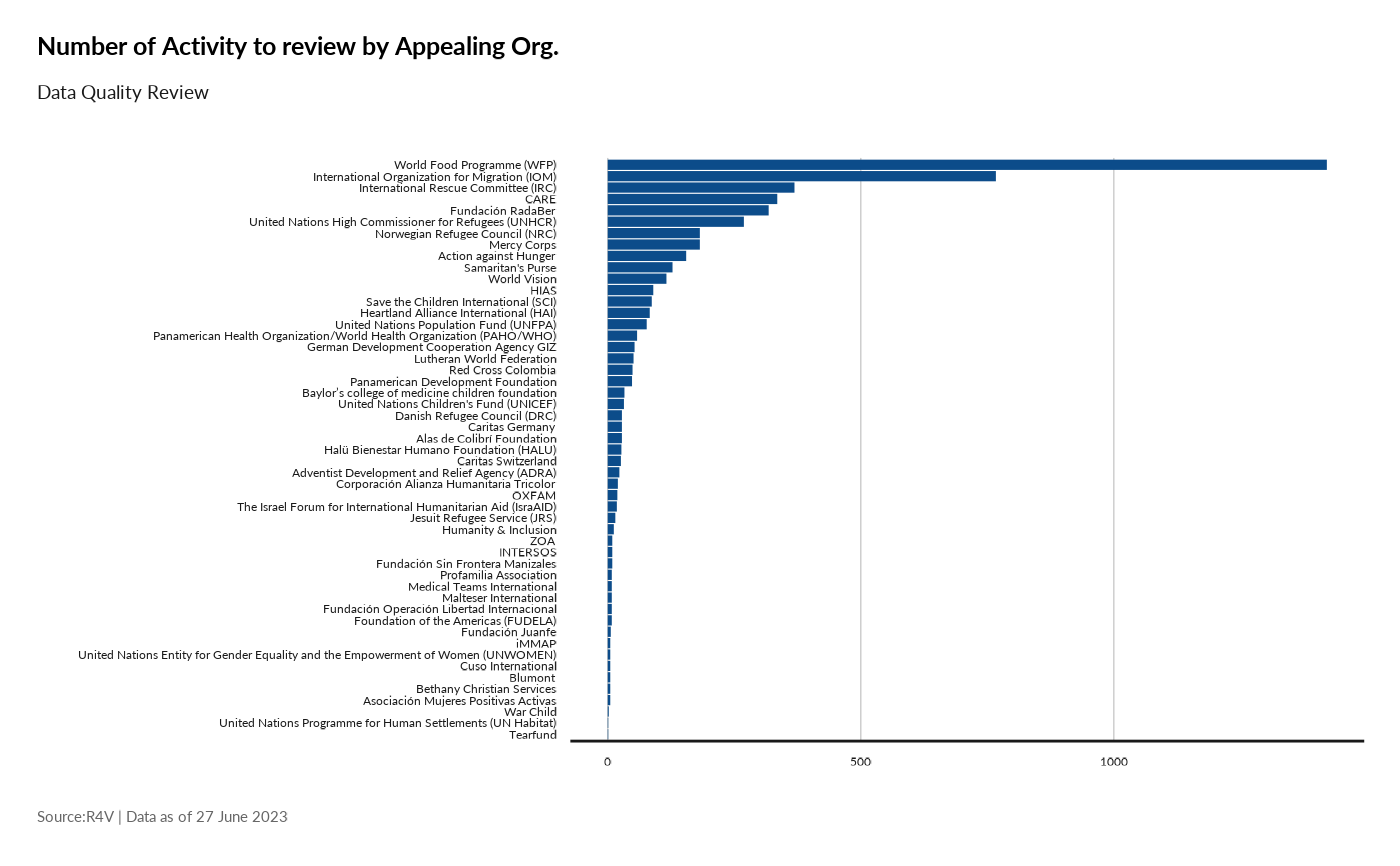 Number of Activity to review by Appealing Org.
Data Quality Review
World Food Programme (WFP)
International Organization for Migration (IOM)
International Rescue Committee (IRC)
CARE
Fundación RadaBer
United Nations High Commissioner for Refugees (UNHCR)
Norwegian Refugee Council (NRC)
Mercy Corps
Action against Hunger
Samaritan's Purse
World Vision
HIAS
Save the Children International (SCI)
Heartland Alliance International (HAI)
United Nations Population Fund (UNFPA)
Panamerican Health Organization/World Health Organization (PAHO/WHO)
German Development Cooperation Agency GIZ
Lutheran World Federation
Red Cross Colombia
Panamerican Development Foundation
Baylor's college of medicine children foundation
United Nations Children's Fund (UNICEF)
Danish Refugee Council (DRC)
Caritas Germany
Alas de Colibrí Foundation
Halü Bienestar Humano Foundation (HALU)
Caritas Switzerland
Adventist Development and Relief Agency (ADRA)
Corporación Alianza Humanitaria Tricolor
OXFAM
The Israel Forum for International Humanitarian Aid (IsraAID)
Jesuit Refugee Service (JRS)
Humanity & Inclusion
ZOA
INTERSOS
Fundación Sin Frontera Manizales
Profamilia Association
Medical Teams International
Malteser International
Fundación Operación Libertad Internacional
Foundation of the Americas (FUDELA)
Fundación Juanfe
iMMAP
United Nations Entity for Gender Equality and the Empowerment of Women (UNWOMEN)
Cuso International
Blumont
Bethany Christian Services
Asociación Mujeres Positivas Activas
War Child
United Nations Programme for Human Settlements (UN Habitat)
Tearfund
0 500 1000
Source:R4V | Data as of 27 June 2023